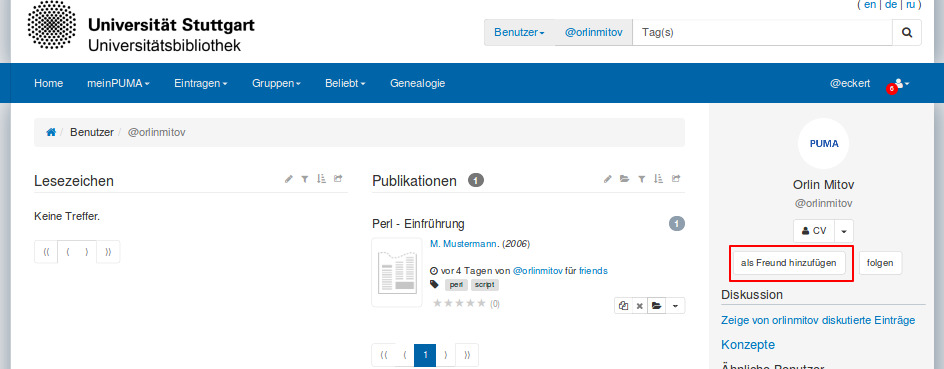 ( en | de | ru )
Universität Stuttgart
Universitätsbibliothek
Benutzer @orlinmitov Tag(s)
Home meinPUMA Eintragen Gruppen Beliebt Genealogie @eckert 6
/ Benutzer / @orlinmitov
PUMA
Orlin Mitov
@orlinmitov
CV
als Freund hinzufügen folgen
Diskussion
Zeige von orlinmitov diskutierte Einträge
Konzepte
Ähnliche Benutzer
Lesezeichen
Keine Treffer.
⟨⟨ ⟨ ⟩ ⟩⟩
Publikationen 1
Perl - Einfrührung 1
M. Mustermann. (2006)
vor 4 Tagen von @orlinmitov für friends
perl script
(0)
⟨⟨ ⟨ 1 ⟩ ⟩⟩